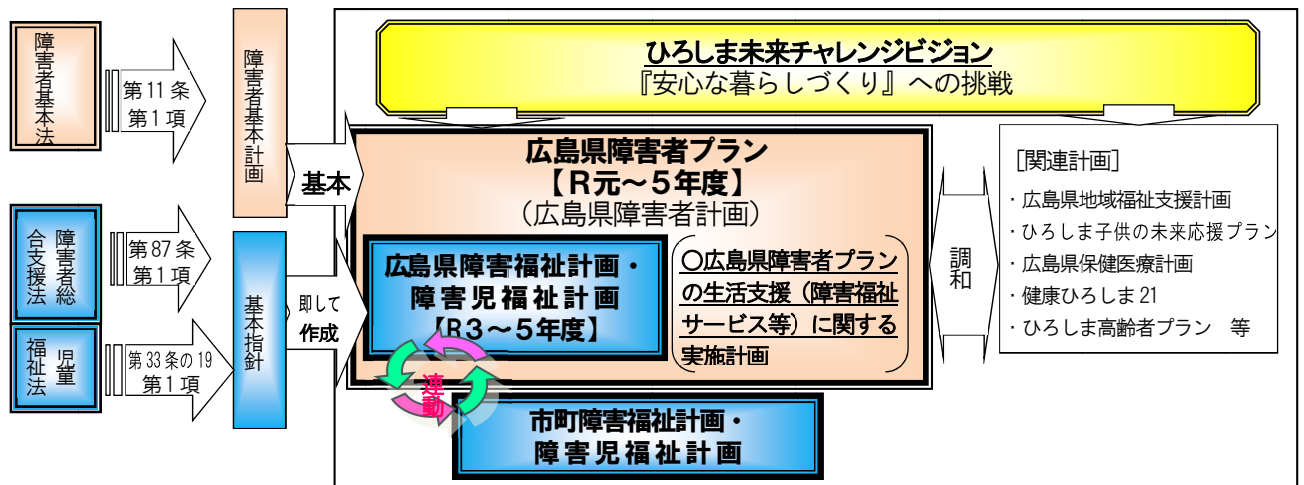 障害者基本法
第11条
第1項
障害者基本計画
基本
障害者総
合支援法
第87条
第1項
児童
福祉法
第33条の19
第1項
基本指針
即して
作成
ひろしま未来チャレンジビジョン
『安心な暮らしづくり』への挑戦
広島県障害者プラン
【R元～5年度】
（広島県障害者計画）
広島県障害福祉計画・
障害児福祉計画
【R3～5年度】
〇広島県障害者プラン
の生活支援（障害福祉
サービス等）に関する
実施計画
連動
市町障害福祉計画・
障害児福祉計画
調和
［関連計画］
・広島県地域福祉支援計画
・ひろしま子供の未来応援プラン
・広島県保健医療計画
・健康ひろしま21
・ひろしま高齢者プラン　等